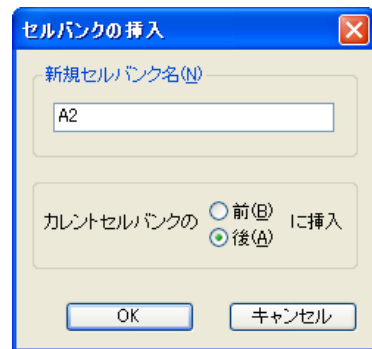 セルバンクの挿入
新規セルバンク名(N)
A2
カレントセルバンクの 前(B) に挿入
後(A)
OK キャンセル